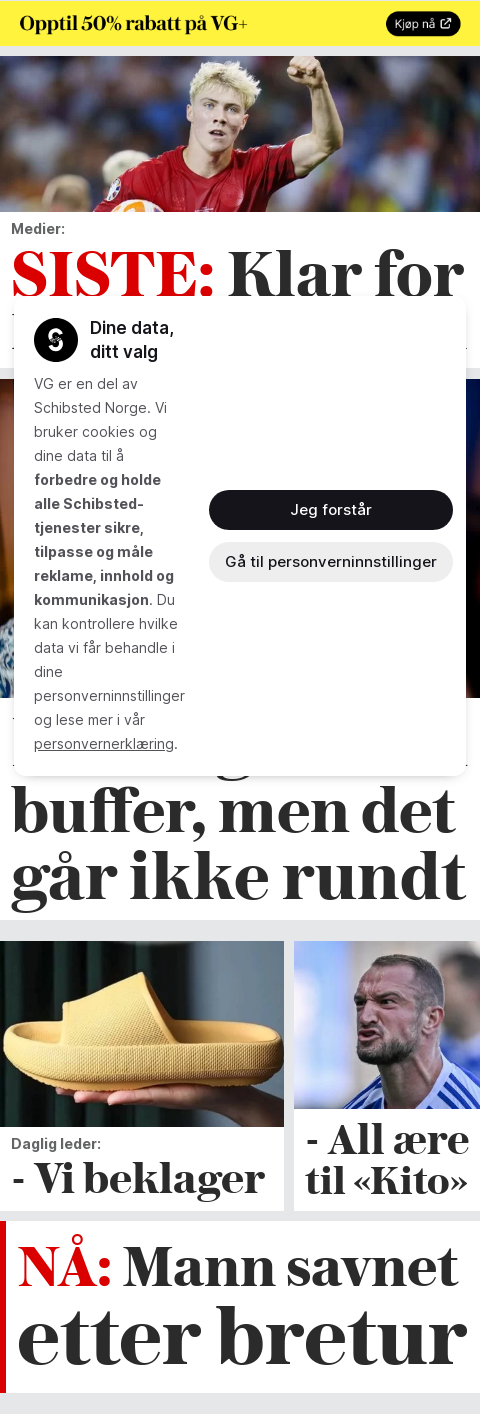 Opptil 50% rabatt på VG+
Kjøp nå
Medier:
SISTE: Klar for
Dine data,
ditt valg
VG er en del av
Schibsted Norge. Vi
bruker cookies og
dine data til å
forbedre og holde
alle Schibsted-
tjenester sikre,
tilpasse og måle
reklame, innhold og
kommunikasjon. Du
kan kontrollere hvilke
data vi får behandle i
dine
personverninnstillinger
og lese mer i vår
personvernerklæring.
Jeg forstår
Gå til personverninnstillinger
buffer, men det
går ikke rundt
Daglig leder:
- Vi beklager
- All ære
til «Kito»
NÅ: Mann savnet
etter bretur